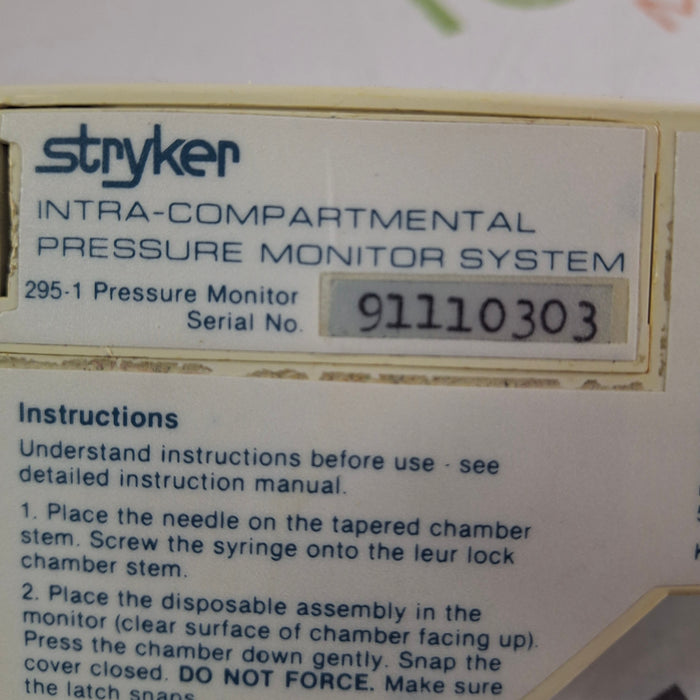 stryker
INTRA-COMPARTMENTAL
PRESSURE MONITOR SYSTEM
295-1 Pressure Monitor
Serial No. 91110303
Instructions
Understand instructions before use - see
detailed instruction manual.
1. Place the needle on the tapered chamber
stem. Screw the syringe onto the leur lock
chamber stem.
2. Place the disposable assembly in the
monitor (clear surface of chamber facing up).
Press the chamber down gently. Snap the
cover closed. DO NOT FORCE. Make sure
the latch snaps